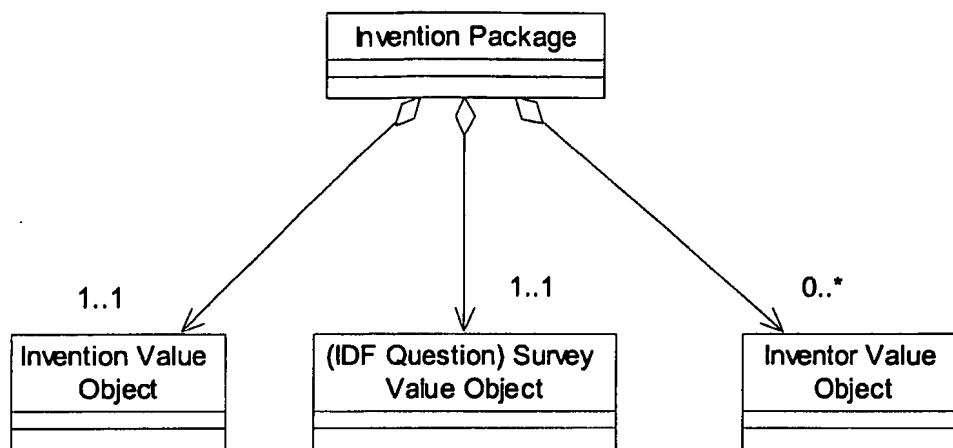 Invention Package
1..1
1..1
0..*
Invention Value
Object
(IDF Question) Survey
Value Object
Inventor Value
Object